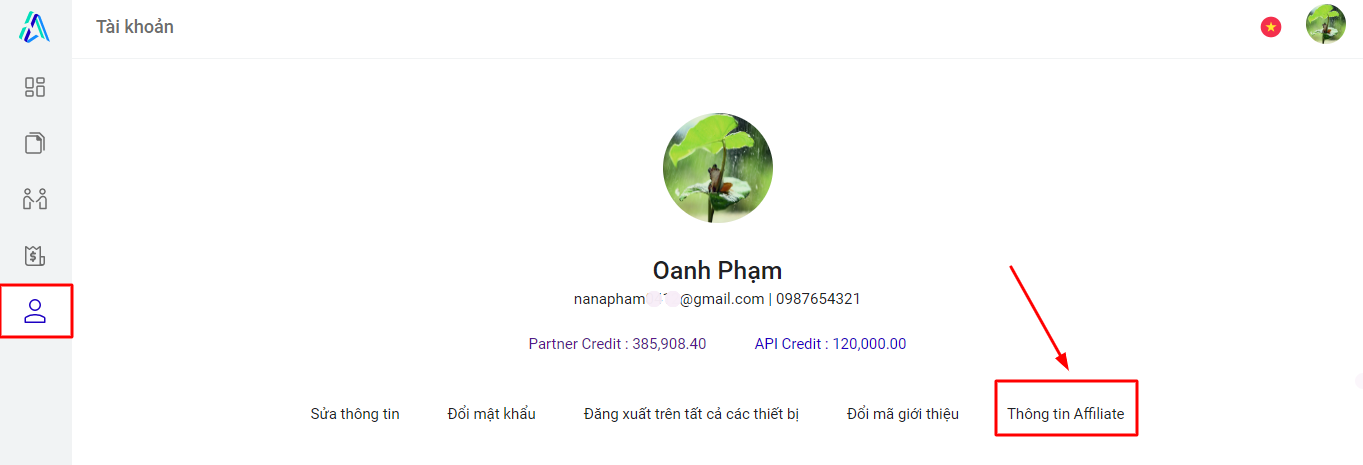 Tài khoản
Oanh Phạm
nanapham @gmail.com | 0987654321
Partner Credit : 385,908.40 API Credit : 120,000.00
Sửa thông tin Đổi mật khẩu Đăng xuất trên tất cả các thiết bị Đổi mã giới thiệu Thông tin Affiliate